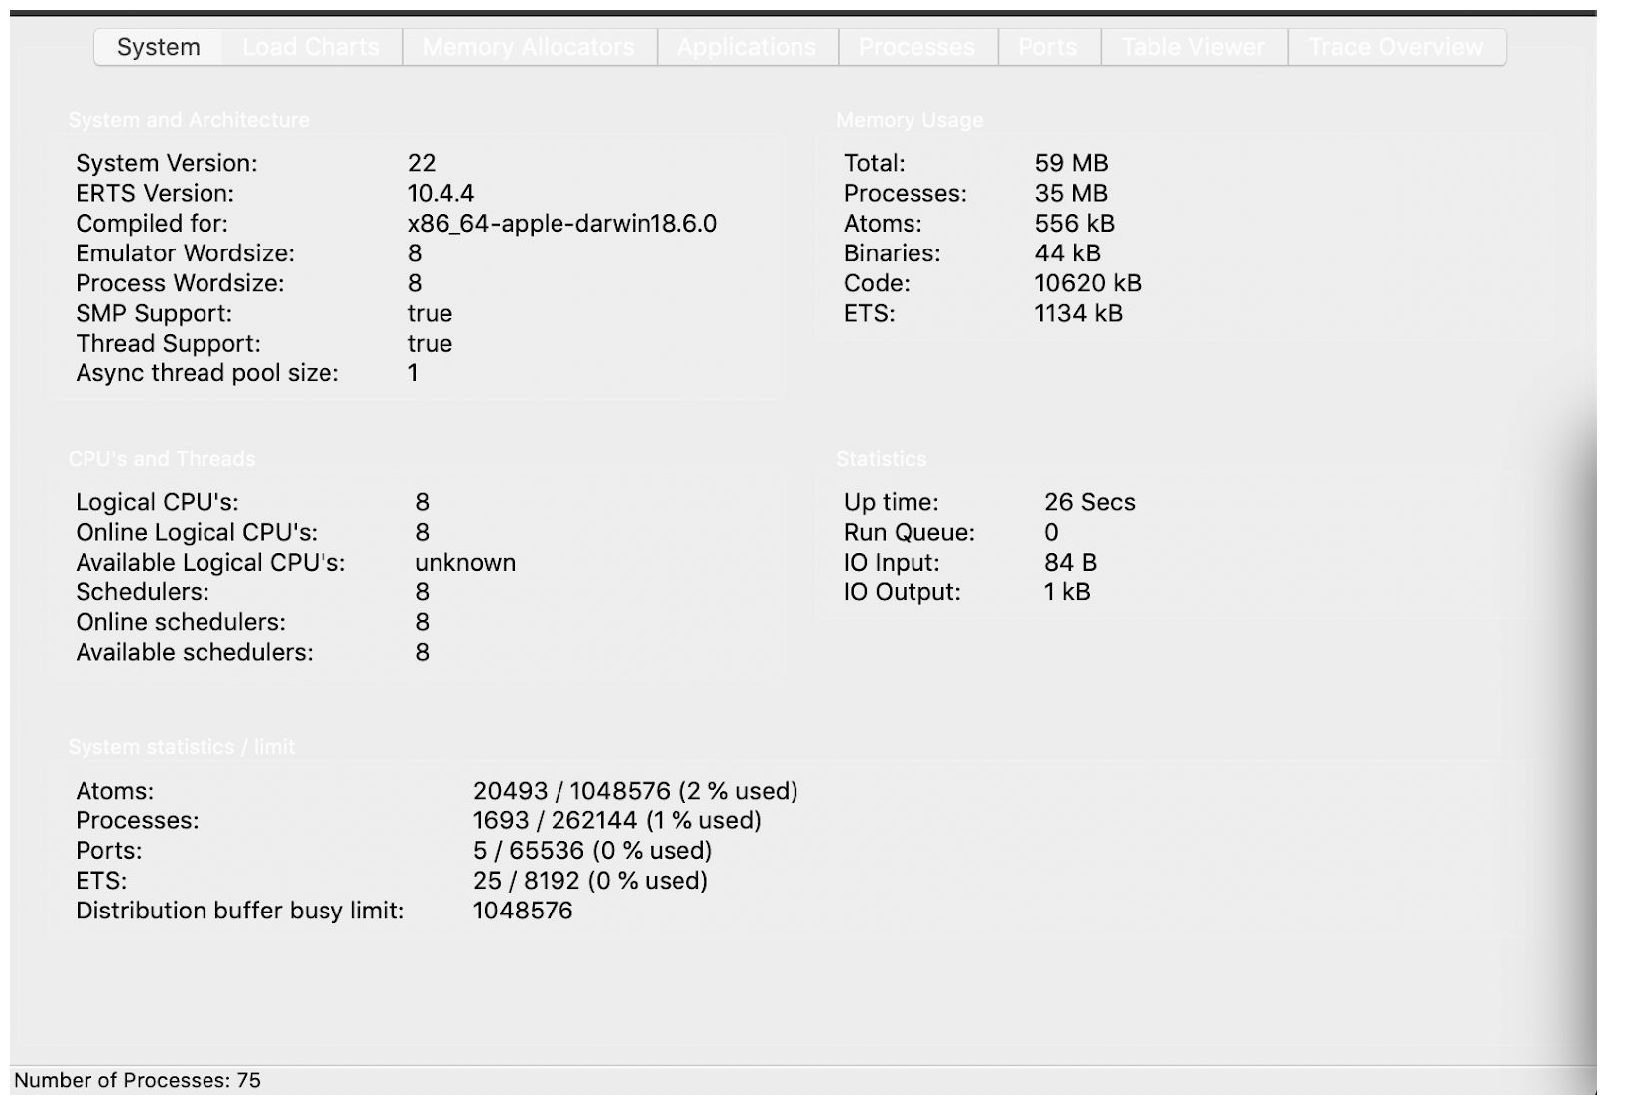 System Load Charts Memory Allocators Applications Processes Ports Table Viewer Trace Overview
System and Architecture
System Version: 22
ERTS Version: 10.4.4
Compiled for: x86_64-apple-darwin18.6.0
Emulator Wordsize: 8
Process Wordsize: 8
SMP Support: true
Thread Support: true
Async thread pool size: 1
Memory Usage
Total: 59 MB
Processes: 35 MB
Atoms: 556 kB
Binaries: 44 kB
Code: 10620 kB
ETS: 1134 kB
CPU's and Threads
Logical CPU's: 8
Online Logical CPU's: 8
Available Logical CPU's: unknown
Schedulers: 8
Online schedulers: 8
Available schedulers: 8
Statistics
Up time: 26 Secs
Run Queue: 0
IO Input: 84 B
IO Output: 1 kB
System statistics / limit
Atoms: 20493 / 1048576 (2 % used)
Processes: 1693 / 262144 (1 % used)
Ports: 5 / 65536 (0 % used)
ETS: 25 / 8192 (0 % used)
Distribution buffer busy limit: 1048576
Number of Processes: 75